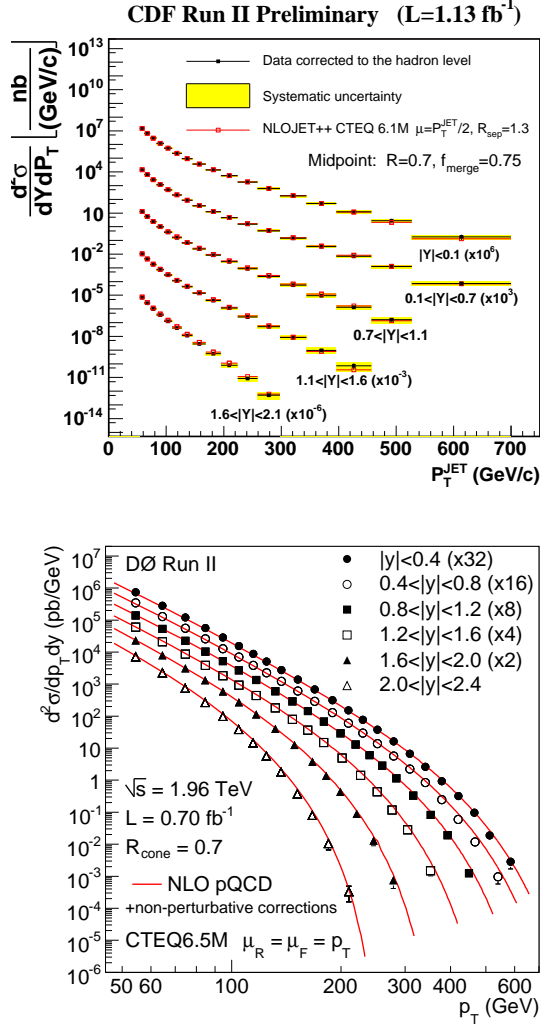 CDF Run II Preliminary (L=1.13 fb⁻¹)
d²σ/dYdP_T [nb/(GeV/c)]
10¹³
10¹⁰
10⁷
10⁴
10
10⁻²
10⁻⁵
10⁻⁸
10⁻¹¹
10⁻¹⁴
Data corrected to the hadron level
Systematic uncertainty
NLOJET++ CTEQ 6.1M μ=P_T^JET/2, R_sep=1.3
Midpoint: R=0.7, f_merge=0.75
|Y|<0.1 (x10⁶)
0.1<|Y|<0.7 (x10³)
0.7<|Y|<1.1
1.1<|Y|<1.6 (x10⁻³)
1.6<|Y|<2.1 (x10⁻⁶)
0 100 200 300 400 500 600 700
P_T^JET (GeV/c)
d²σ/dp_T dy (pb/GeV)
10⁷
10⁶
10⁵
10⁴
10³
10²
10
1
10⁻¹
10⁻²
10⁻³
10⁻⁴
10⁻⁵
10⁻⁶
DØ Run II
|y|<0.4 (x32)
0.4<|y|<0.8 (x16)
0.8<|y|<1.2 (x8)
1.2<|y|<1.6 (x4)
1.6<|y|<2.0 (x2)
2.0<|y|<2.4
√s = 1.96 TeV
L = 0.70 fb⁻¹
R_cone = 0.7
NLO pQCD
+non-perturbative corrections
CTEQ6.5M μ_R = μ_F = p_T
50 60 100 200 300 400 600
p_T (GeV)